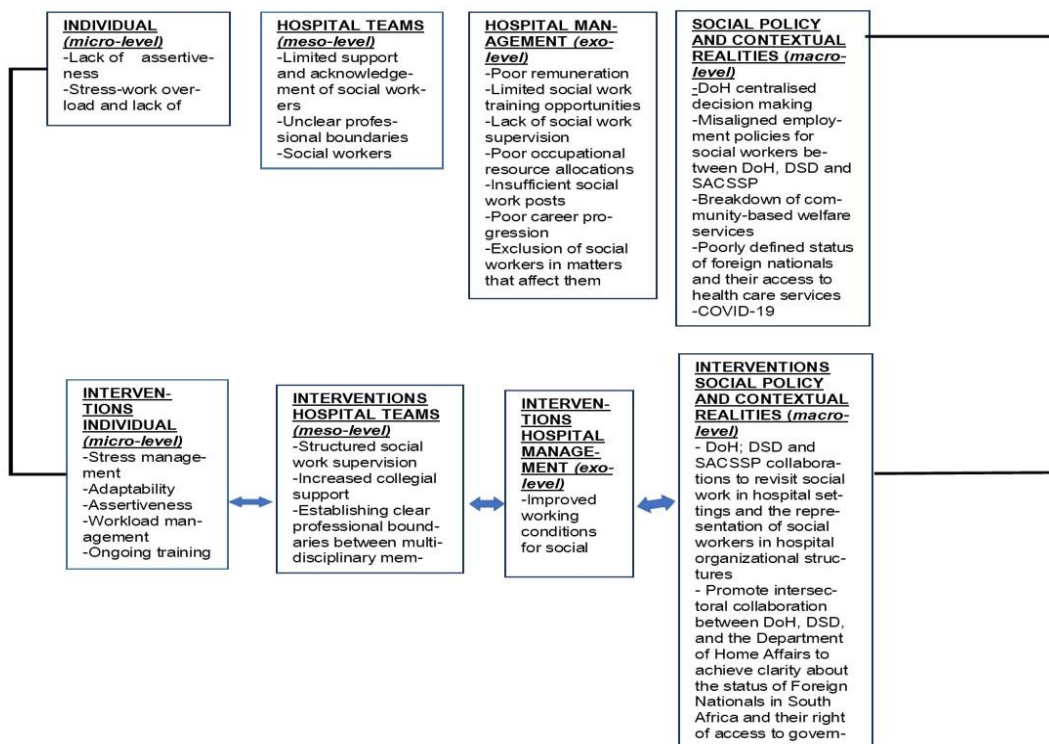 INDIVIDUAL
(micro-level)
-Lack of assertive-
ness
-Stress-work over-
load and lack of
HOSPITAL TEAMS
(meso-level)
-Limited support
and acknowledge-
ement of social work-
ers
-Unclear profes-
sional boundaries
-Social workers
HOSPITAL MAN-
AGEMENT (exo-
level)
-Poor remuneration
-Limited social work
training opportunities
-Lack of social work
supervision
-Poor occupational
resource allocations
-Insufficient social
work posts
-Poor career pro-
gression
-Exclusion of social
workers in matters
that affect them
SOCIAL POLICY
AND CONTEXTUAL
REALITIES (macro-
level)
-DoH centralised
decision making
-Misaligned employ-
ment policies for
social workers be-
tween DoH, DSD and
SACSSP
-Breakdown of com-
munity-based welfare
services
-Poorly defined status
of foreign nationals
and their access to
health care services
-COVID-19
INTERVEN-
TIONS
INDIVIDUAL
(micro-level)
-Stress manage-
ment
-Adaptability
-Assertiveness
-Workload man-
agement
-Ongoing training
INTERVENTIONS
HOSPITAL TEAMS
(meso-level)
-Structured social
work supervision
-Increased collegial
support
-Establishing clear
professional bound-
aries between multi-
disciplinary mem-
INTERVEN-
TIONS
HOSPITAL
MANAGE-
MENT (exo-
level)
-Improved
working
conditions
for social
INTERVENTIONS
SOCIAL POLICY
AND CONTEXTUAL
REALITIES (macro-
level)
- DoH; DSD and
SACSSP collabora-
tions to revisit social
work in hospital set-
tings and the repre-
sentation of social
workers in hospital
organizational struc-
tures
- Promote intersec-
toral collaboration
between DoH, DSD,
and the Department
of Home Affairs to
achieve clarity about
the status of Foreign
Nationals in South
Africa and their right
of access to govern-